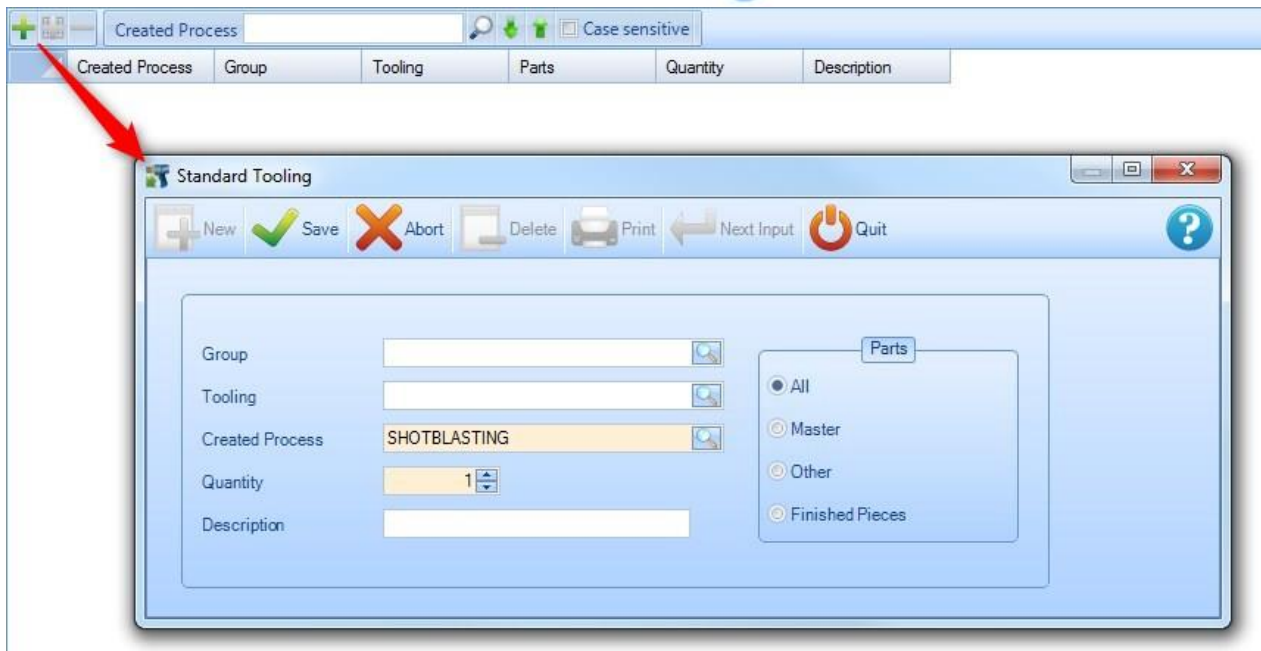 Created Process Case sensitive
Created Process Group Tooling Parts Quantity Description
Standard Tooling
New Save Abort Delete Print Next Input Quit
Parts
Group
All
Tooling
Master
Created Process SHOTBLASTING
Other
Quantity 1
Finished Pieces
Description